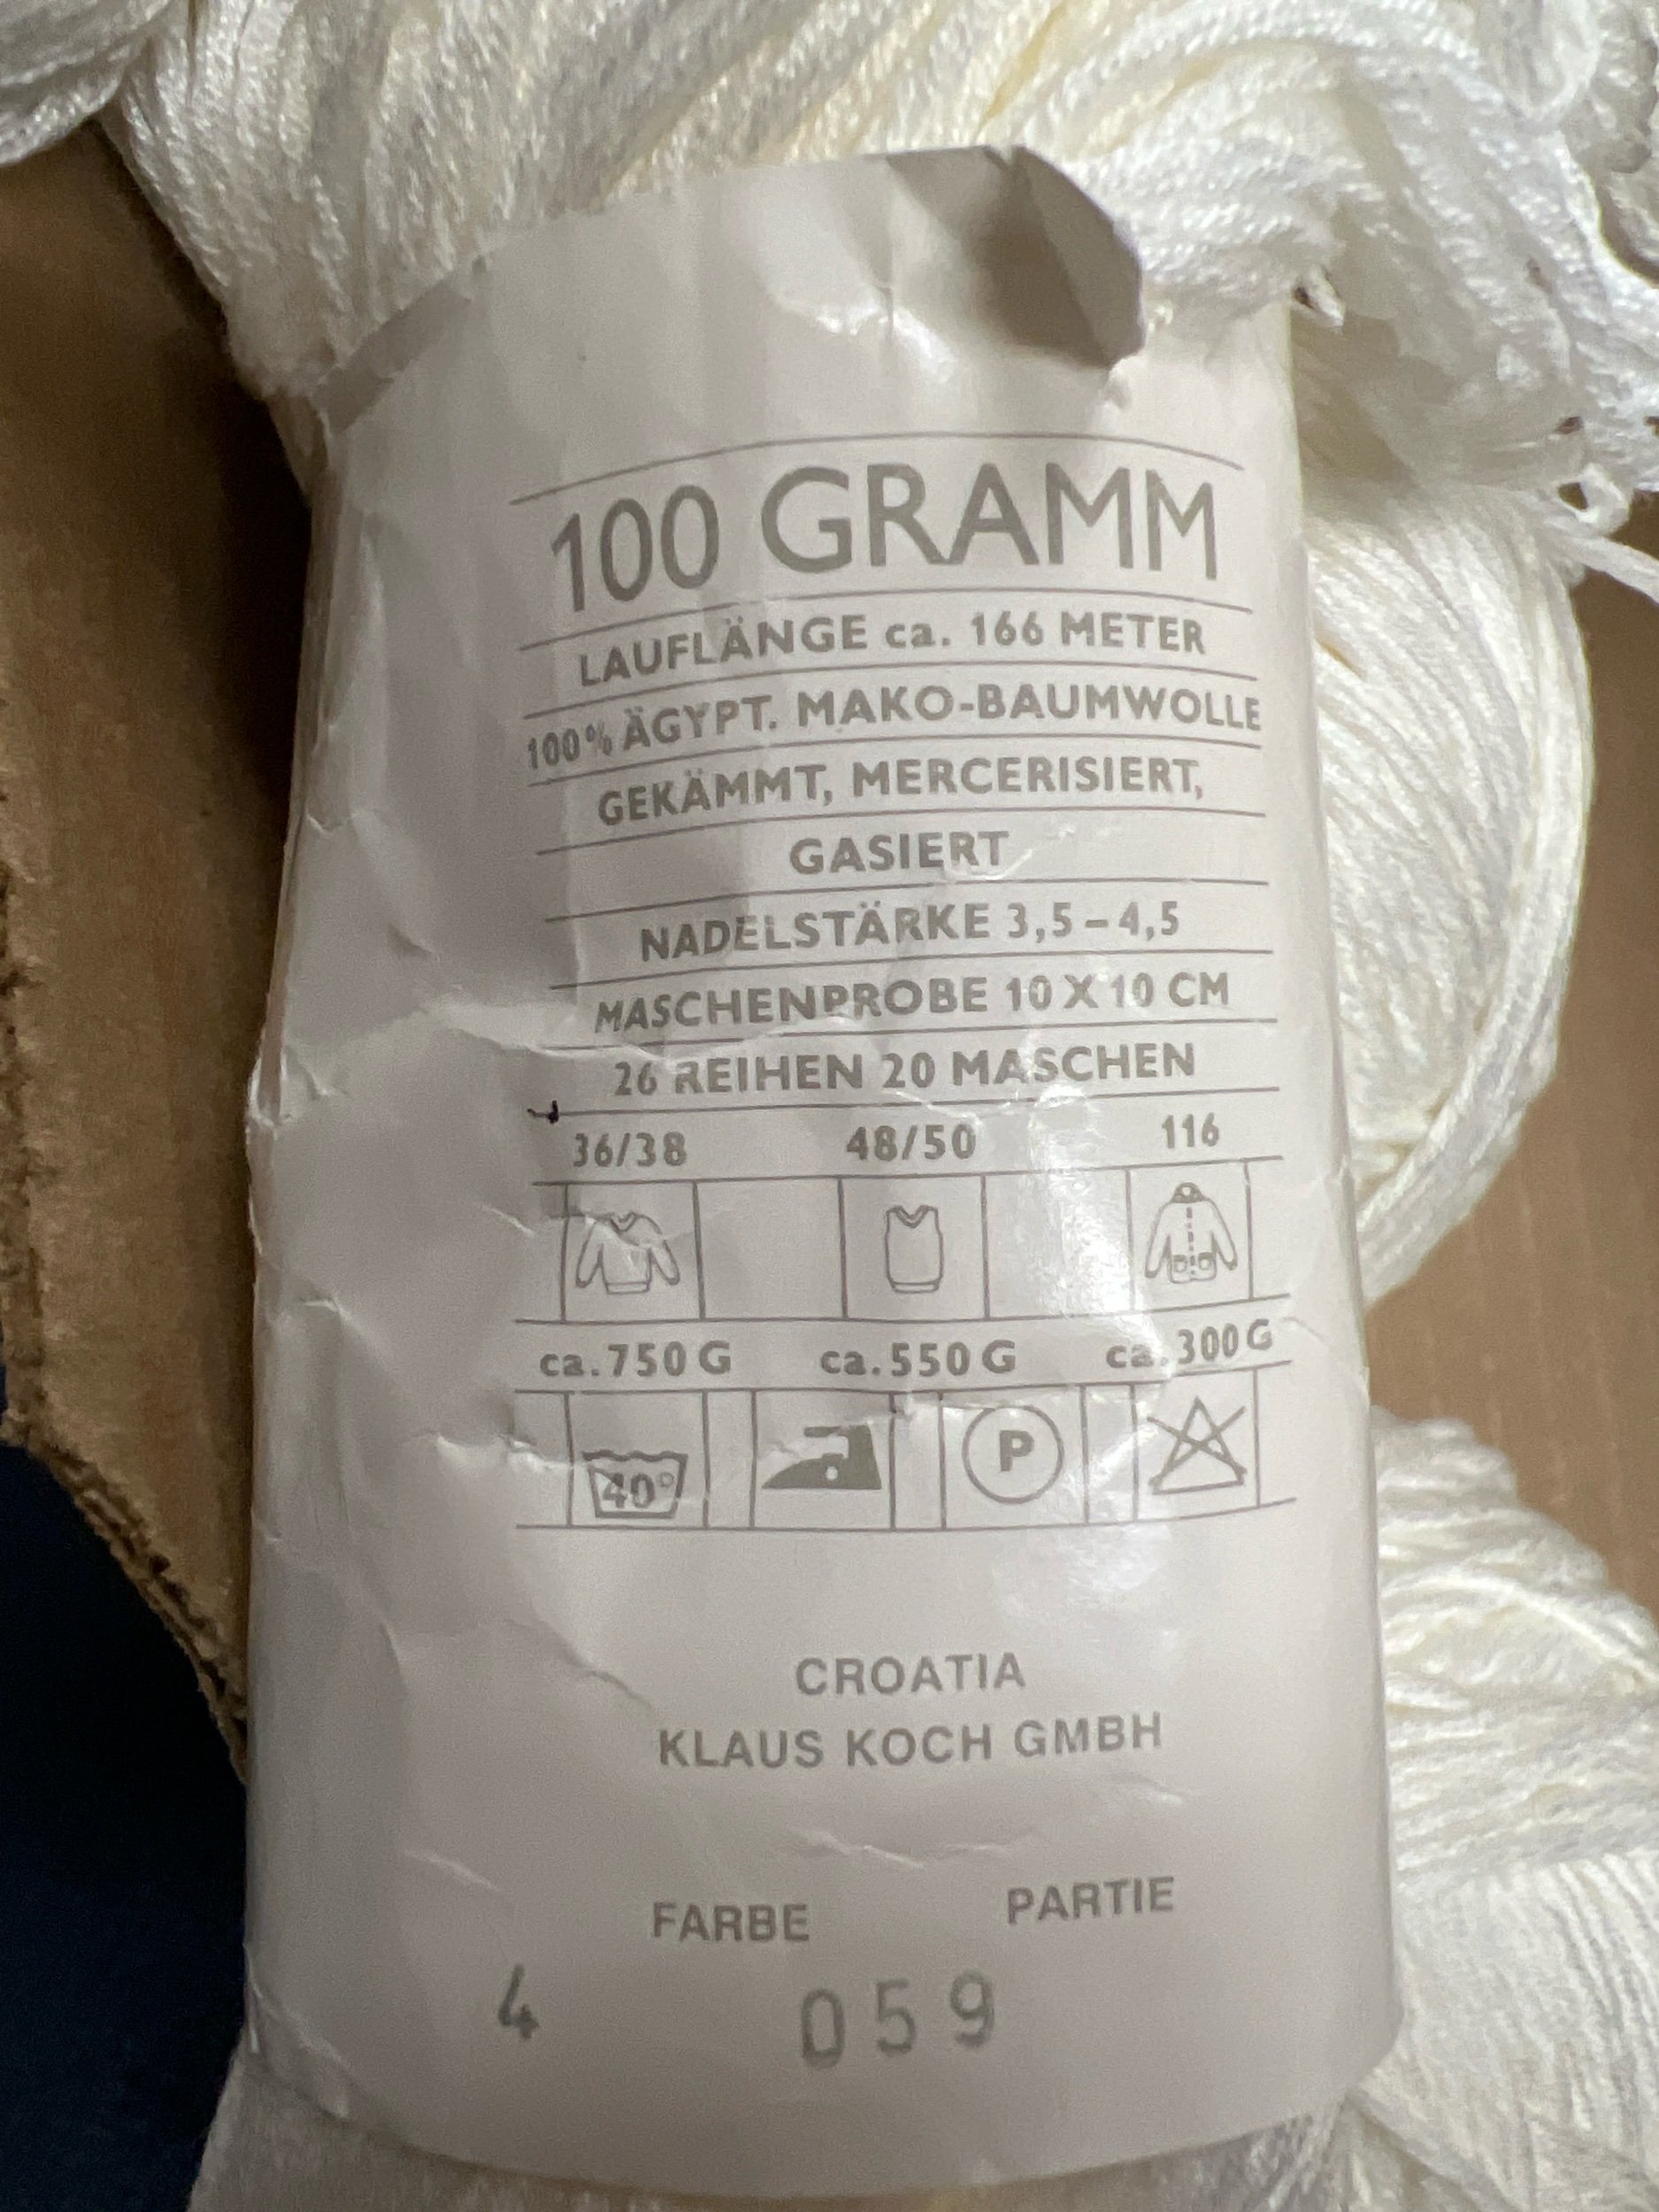 100 GRAMM
LAUFLÄNGE ca. 166 METER
100% ÄGYPT. MAKO-BAUMWOLLE
GEKÄMMT, MERCERISIERT,
GASIERT
NADELSTÄRKE 3,5 – 4,5
MASCHENPROBE 10 X 10 CM
26 REIHEN 20 MASCHEN
36/38 48/50 116
ca. 750 G ca. 550 G ca. 300 G
40° P
CROATIA
KLAUS KOCH GMBH
FARBE PARTIE
4 059